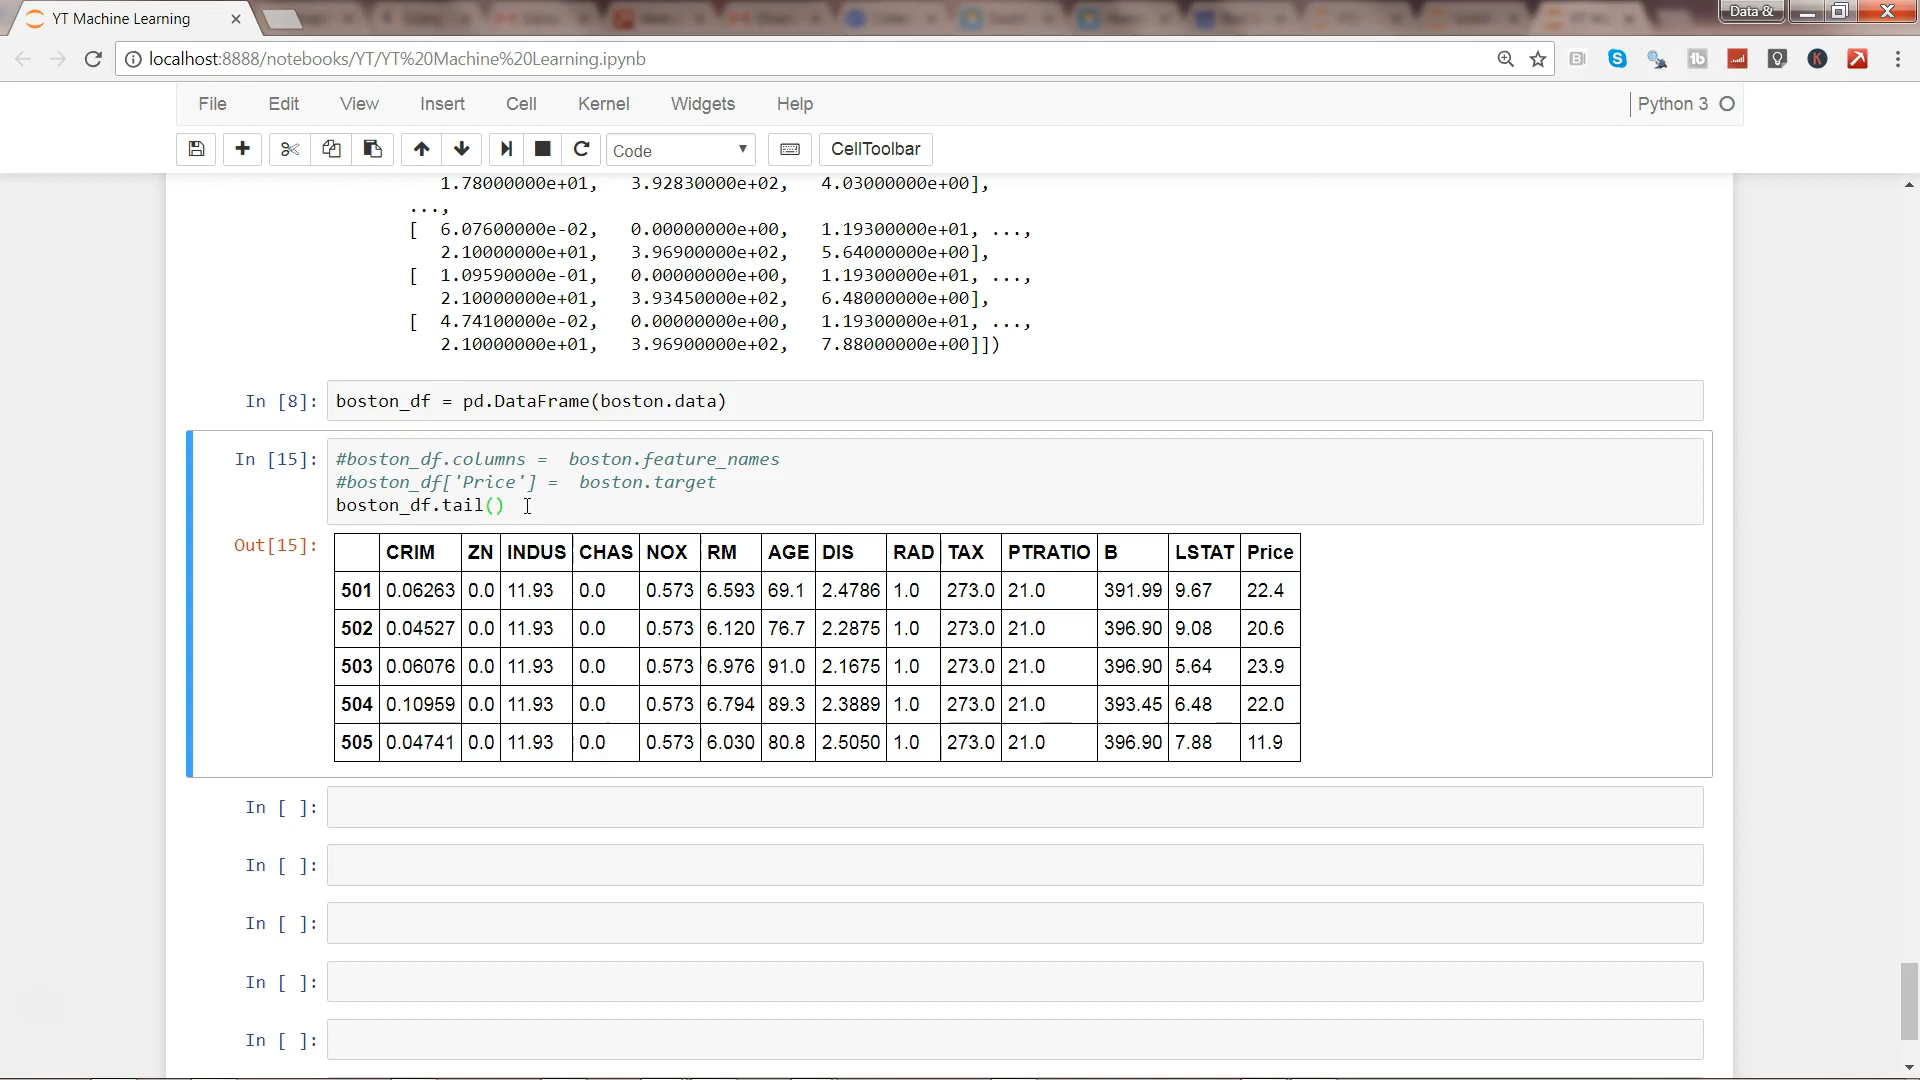 YT Machine Learning
Data &
localhost:8888/notebooks/YT/YT%20Machine%20Learning.ipynb
File Edit View Insert Cell Kernel Widgets Help
Python 3
Code CellToolbar
1.78000000e+01, 3.92830000e+02, 4.03000000e+00],
...,
[ 6.07600000e-02, 0.00000000e+00, 1.19300000e+01, ...,
2.10000000e+01, 3.96900000e+02, 5.64000000e+00],
[ 1.09590000e-01, 0.00000000e+00, 1.19300000e+01, ...,
2.10000000e+01, 3.93450000e+02, 6.48000000e+00],
[ 4.74100000e-02, 0.00000000e+00, 1.19300000e+01, ...,
2.10000000e+01, 3.96900000e+02, 7.88000000e+00]])
In [8]: boston_df = pd.DataFrame(boston.data)
In [15]: #boston_df.columns = boston.feature_names
#boston_df['Price'] = boston.target
boston_df.tail()
Out[15]:
CRIM ZN INDUS CHAS NOX RM AGE DIS RAD TAX PTRATIO B LSTAT Price
501 0.06263 0.0 11.93 0.0 0.573 6.593 69.1 2.4786 1.0 273.0 21.0 391.99 9.67 22.4
502 0.04527 0.0 11.93 0.0 0.573 6.120 76.7 2.2875 1.0 273.0 21.0 396.90 9.08 20.6
503 0.06076 0.0 11.93 0.0 0.573 6.976 91.0 2.1675 1.0 273.0 21.0 396.90 5.64 23.9
504 0.10959 0.0 11.93 0.0 0.573 6.794 89.3 2.3889 1.0 273.0 21.0 393.45 6.48 22.0
505 0.04741 0.0 11.93 0.0 0.573 6.030 80.8 2.5050 1.0 273.0 21.0 396.90 7.88 11.9
In [ ]:
In [ ]:
In [ ]:
In [ ]:
In [ ]: